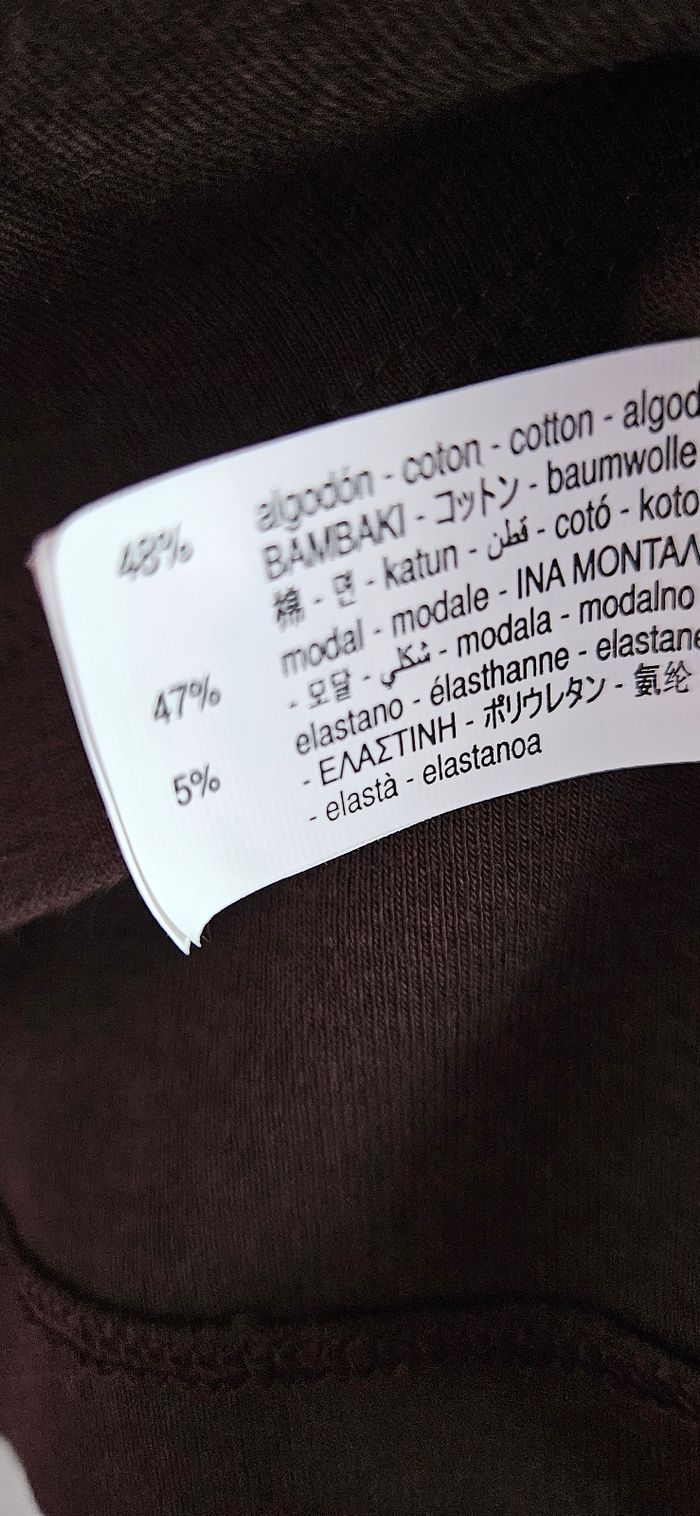 48% algodón - coton - cotton - algod
BAMBAKI - コットン - baumwolle
棉 - 면 - katun - قطن - cotó - koto
47% modal - modale - ΙΝΑ ΜΟΝΤΑΛ
- 모달 - شكلي - modala - modalno
5% elastano - élasthanne - elastane
- ΕΛΑΣΤΙΝΗ - ポリウレタン - 氨纶
- elastà - elastanoa